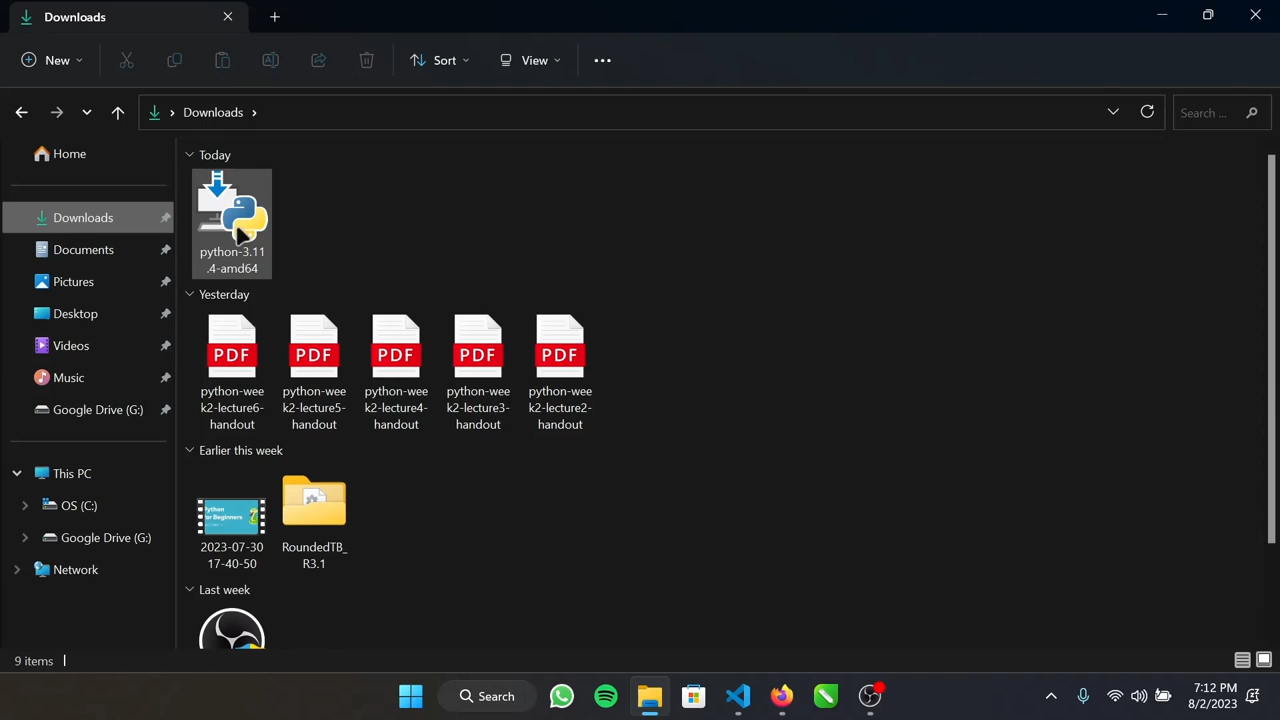 Downloads
New
Sort
View
Downloads
Search ...
Home
Downloads
Documents
Pictures
Desktop
Videos
Music
Google Drive (G:)
This PC
OS (C:)
Google Drive (G:)
Network
Today
python-3.11
.4-amd64
Yesterday
PDF
python-wee
k2-lecture6-
handout
PDF
python-wee
k2-lecture5-
handout
PDF
python-wee
k2-lecture4-
handout
PDF
python-wee
k2-lecture3-
handout
PDF
python-wee
k2-lecture2-
handout
Earlier this week
Python
for Beginners
2023-07-30
17-40-50
RoundedTB_
R3.1
Last week
9 items
Search
7:12 PM
8/2/2023